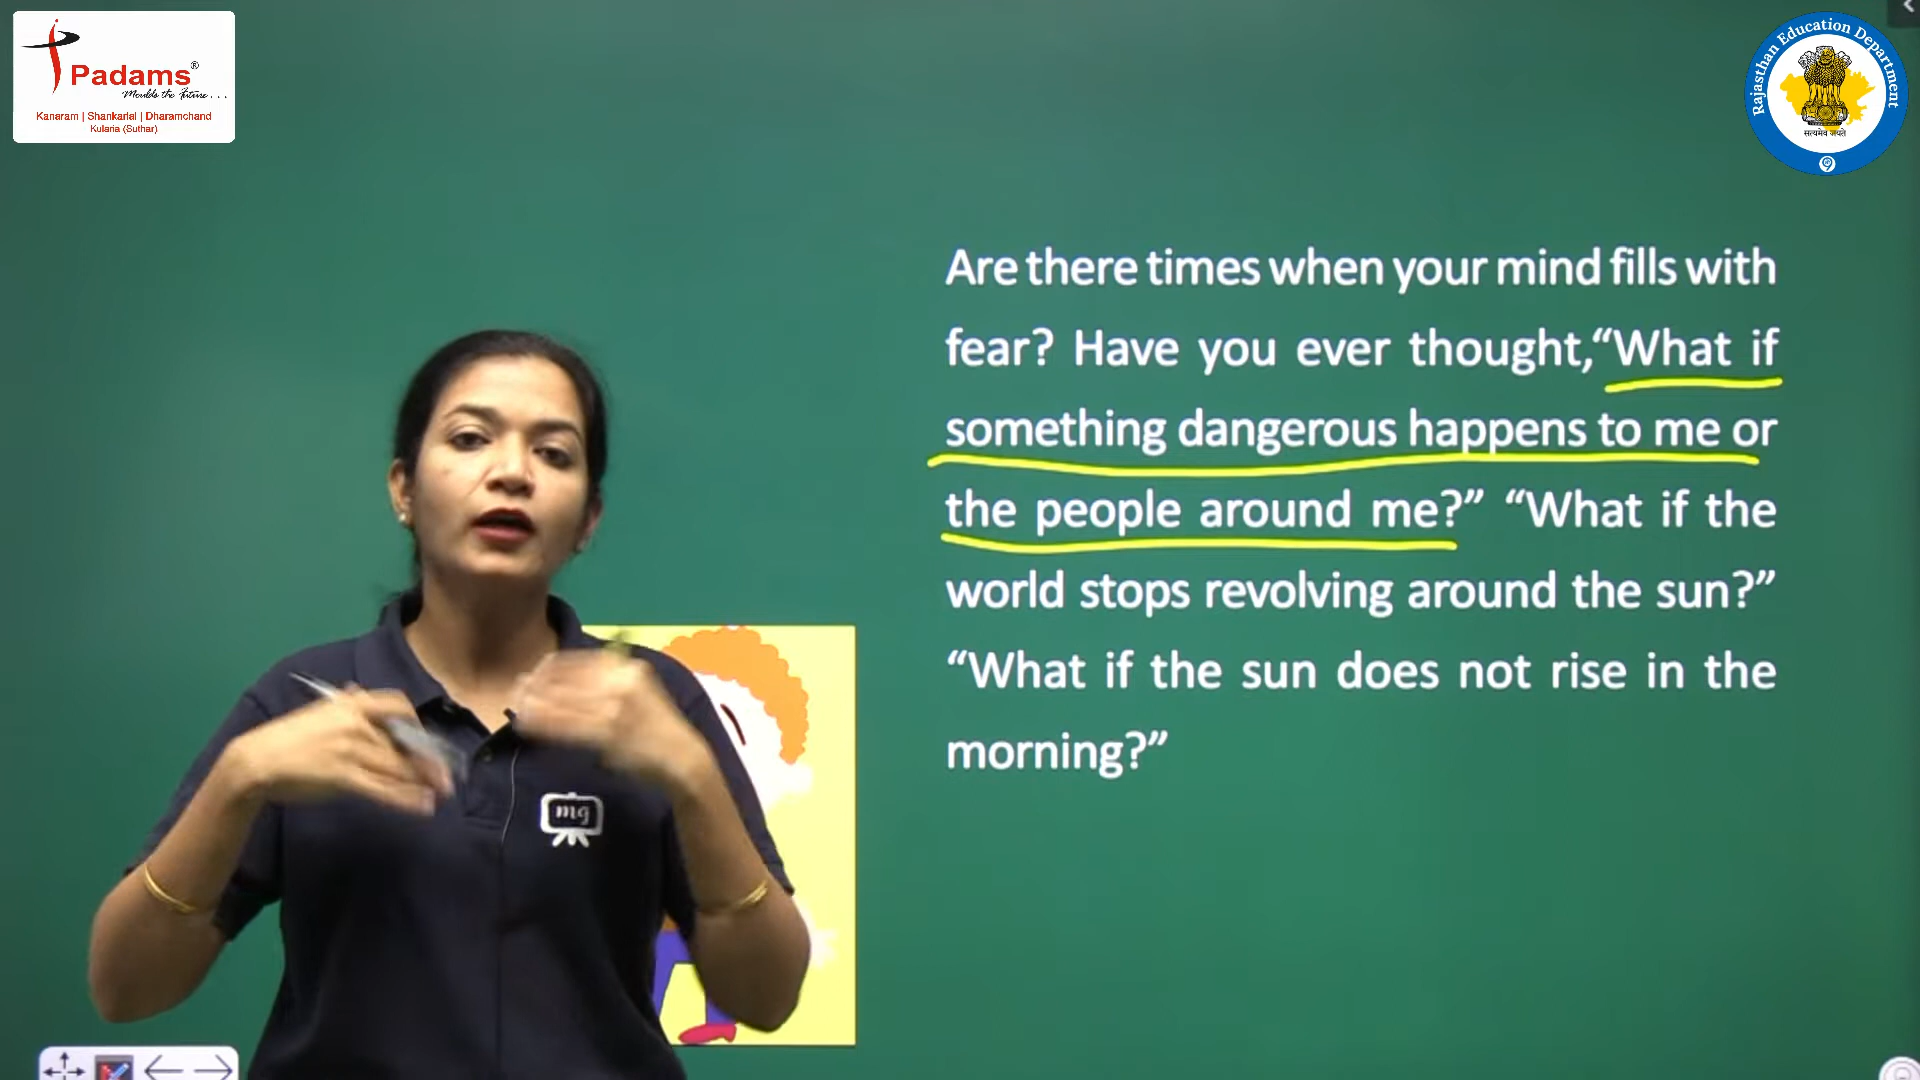 Padams®
Moulds the Future...
Kanaram | Shankarlal | Dharamchand
Kularia (Suthar)
Rajasthan Education Department
सत्यमेव जयते
Are there times when your mind fills with
fear? Have you ever thought,“What if
something dangerous happens to me or
the people around me?” “What if the
world stops revolving around the sun?”
“What if the sun does not rise in the
morning?”
mg